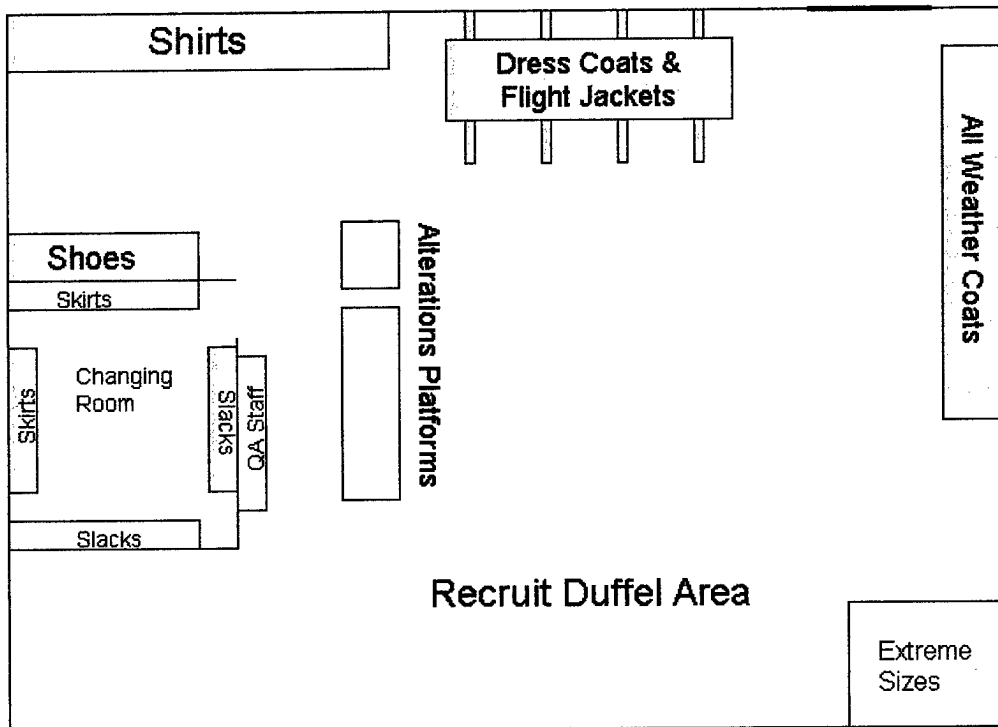 Shirts
Dress Coats &
Flight Jackets
All Weather Coats
Shoes
Skirts
Alterations Platforms
Changing
Room
Skirts
Slacks
QA Staff
Slacks
Recruit Duffel Area
Extreme
Sizes